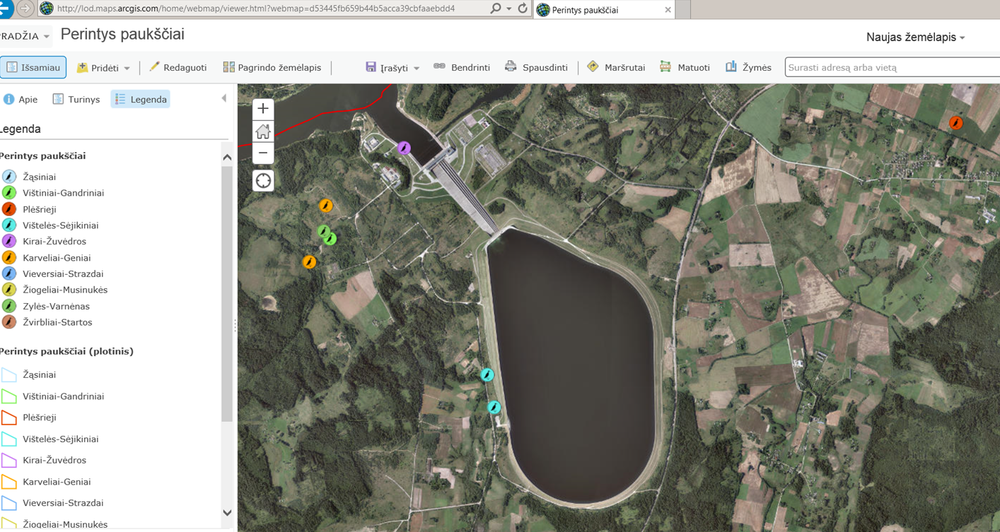 http://lod.maps.arcgis.com/home/webmap/viewer.html?webmap=d53445fb659b44b5acca39cbfaaebdd4
Perintys paukščiai
PRADŽIA Perintys paukščiai
Naujas žemėlapis
Išsamiau Pridėti Redaguoti Pagrindo žemėlapis Įrašyti Bendrinti Spausdinti Maršrutai Matuoti Žymės Surasti adresą arba vietą
Apie Turinys Legenda
Legenda
Perintys paukščiai
Žąsiniai
Vištiniai-Gandriniai
Plėšrieji
Vištelės-Sėjikiniai
Kirai-Žuvėdros
Karveliai-Geniai
Vieversiai-Strazdai
Žiogeliai-Musinukės
Zylės-Varnėnas
Žvirbliai-Startos
Perintys paukščiai (plotinis)
Žąsiniai
Vištiniai-Gandriniai
Plėšrieji
Vištelės-Sėjikiniai
Kirai-Žuvėdros
Karveliai-Geniai
Vieversiai-Strazdai
Žiogeliai-Musinukės